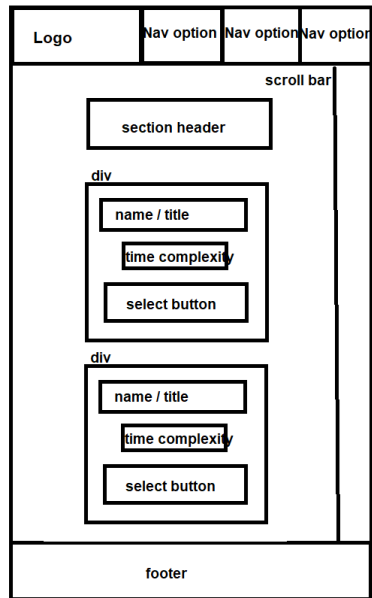 Logo
Nav option
Nav option
Nav option
scroll bar
section header
div
name / title
time complexity
select button
div
name / title
time complexity
select button
footer